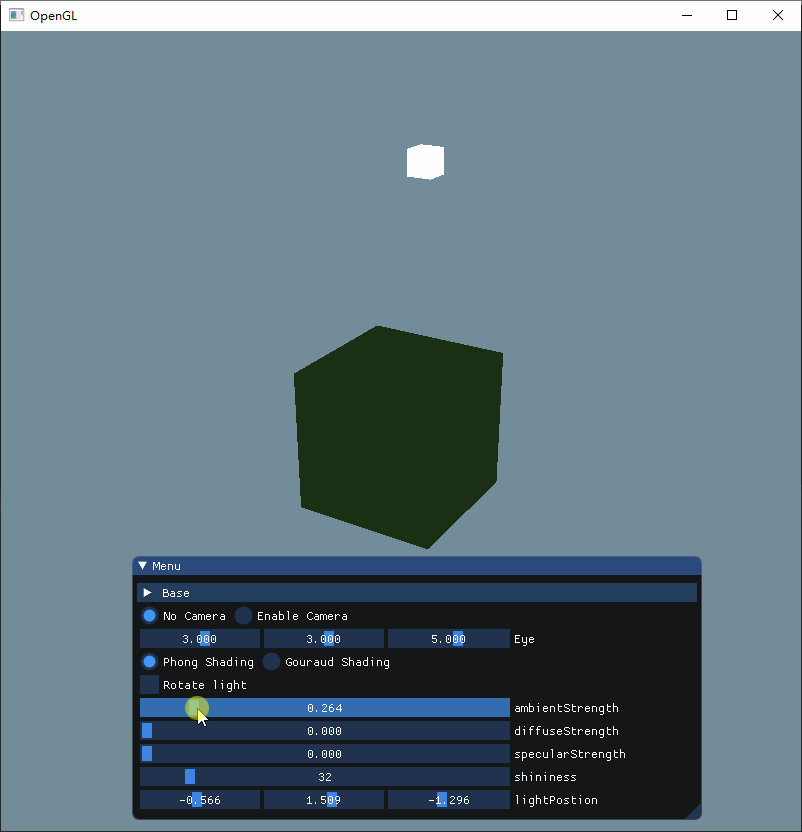 OpenGL
Menu
Base
No Camera Enable Camera
3.000 3.000 5.000 Eye
Phong Shading Gouraud Shading
Rotate light
0.264 ambientStrength
0.000 diffuseStrength
0.000 specularStrength
32 shininess
-0.566 1.509 -1.296 lightPostion